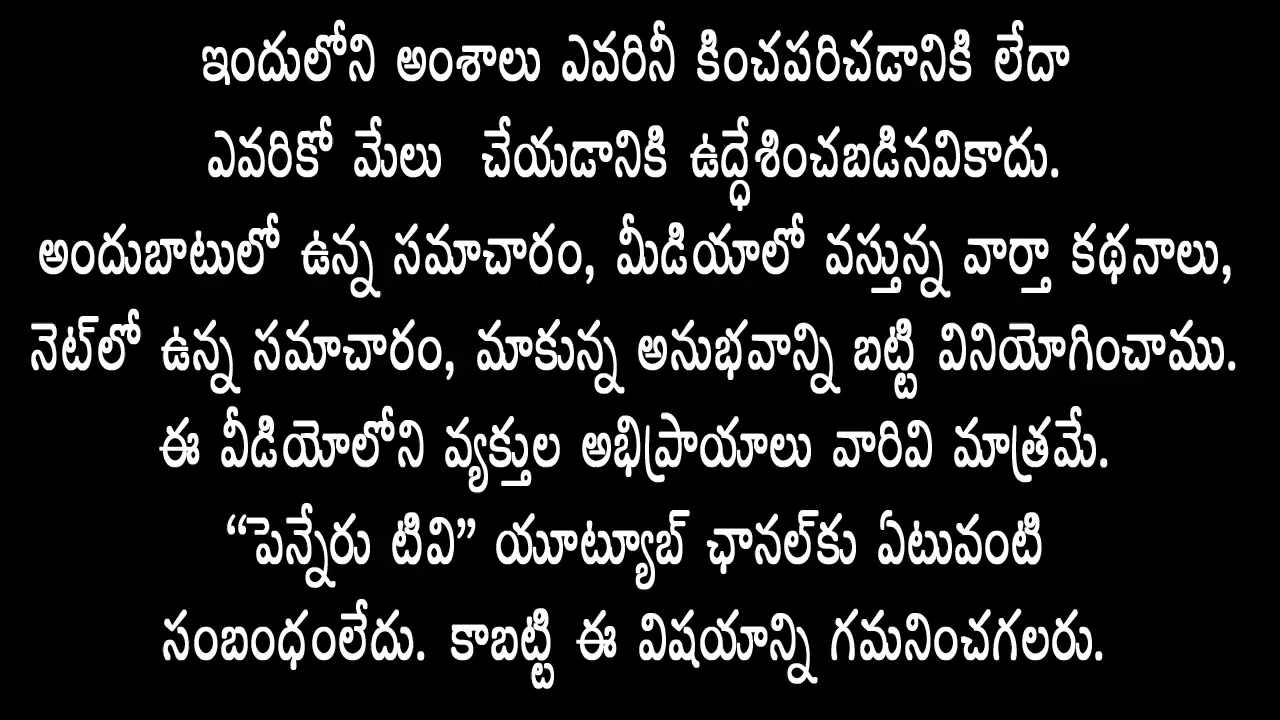 ఇందులోని అంశాలు ఎవరినీ కించపరిచడానికి లేదా
ఎవరికో మేలు చేయడానికి ఉద్ధేశించబడినవికాదు.
అందుబాటులో ఉన్న సమాచారం, మీడియాలో వస్తున్న వార్తా కథనాలు,
నెట్‌లో ఉన్న సమాచారం, మాకున్న అనుభవాన్ని బట్టి వినియోగించాము.
ఈ వీడియోలోని వ్యక్తుల అభిప్రాయాలు వారివి మాత్రమే.
“పెన్నేరు టివి” యూట్యూబ్ ఛానల్‌కు ఏటువంటి
సంబంధంలేదు. కాబట్టి ఈ విషయాన్ని గమనించగలరు.